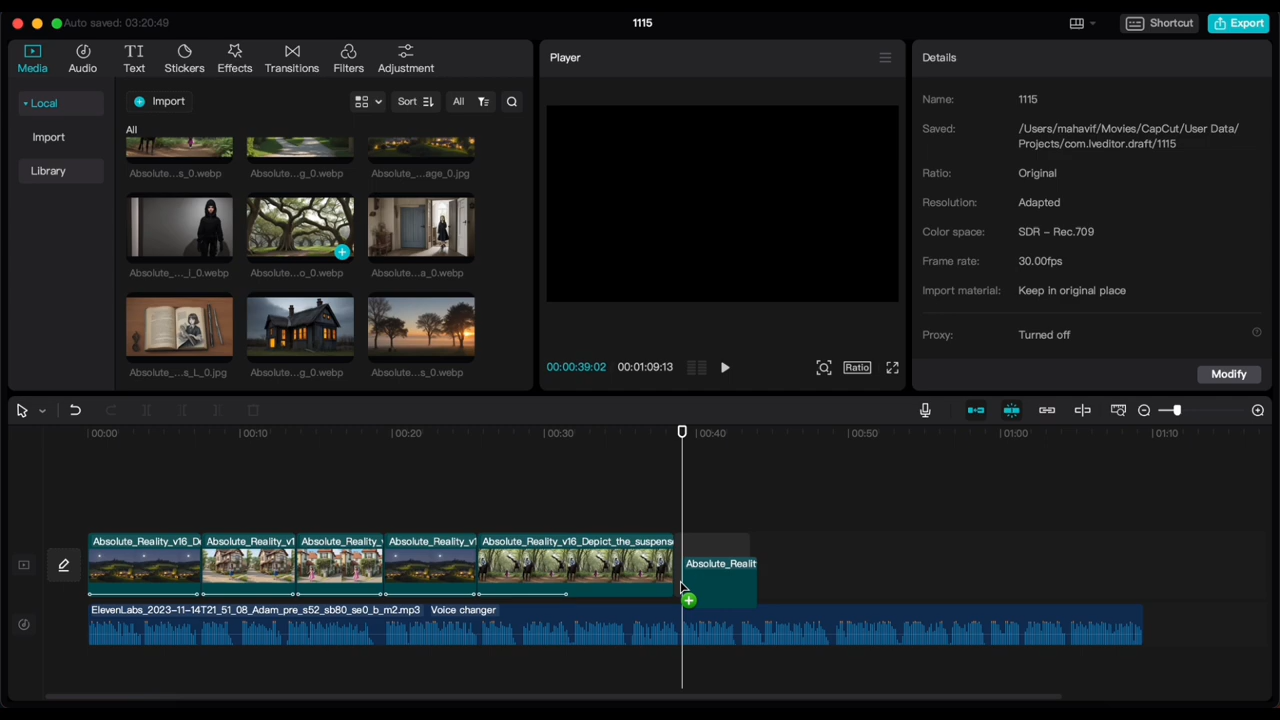 Auto saved: 03:20:49
1115
Shortcut
Export
Media
Audio
Text
Stickers
Effects
Transitions
Filters
Adjustment
Local
Import
Library
Import
Sort
All
All
Absolute...s_0.webp
Absolute...g_0.webp
Absolute_...age_0.jpg
Absolute_..._i_0.webp
Absolute...o_0.webp
Absolute...a_0.webp
Absolute_...s_L_0.jpg
Absolute...g_0.webp
Absolute...s_0.webp
Player
00:00:39:02
00:01:09:13
Ratio
Details
Name:
1115
Saved:
/Users/mahavif/Movies/CapCut/User Data/
Projects/com.lveditor.draft/1115
Ratio:
Original
Resolution:
Adapted
Color space:
SDR – Rec.709
Frame rate:
30.00fps
Import material:
Keep in original place
Proxy:
Turned off
Modify
00:00
00:10
00:20
00:30
00:40
00:50
01:00
01:10
Absolute_Reality_v16_De
Absolute_Reality_v1
Absolute_Reality_v
Absolute_Reality_v1
Absolute_Reality_v16_Depict_the_suspens
Absolute_Realit
ElevenLabs_2023–11–14T21_51_08_Adam_pre_s52_sb80_se0_b_m2.mp3
Voice changer